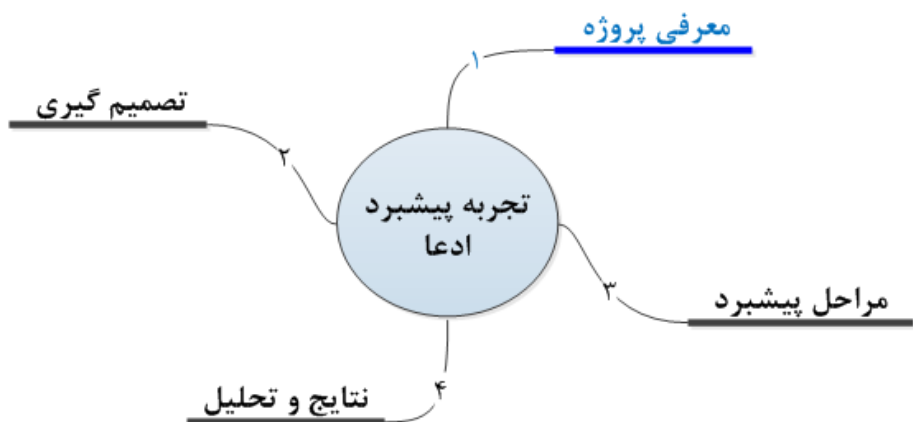 معرفی پروژه
۱
تصمیم گیری
۲
تجربه پیشبرد
ادعا
۳
مراحل پیشبرد
۴
نتایج و تحلیل